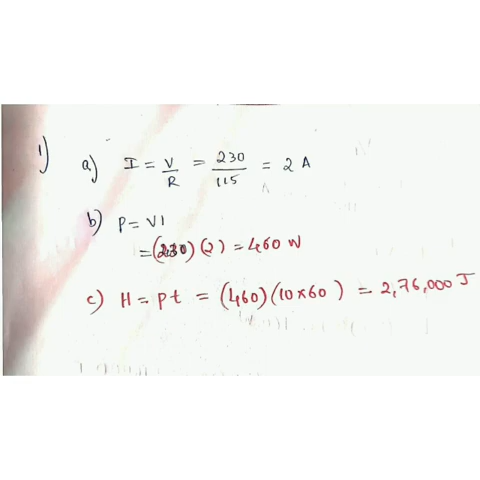 1) a) I = V/R = 230/115 = 2 A
b) P = VI
= (230) (2) = 460 W
c) H = Pt = (460) (10×60) = 2,76,000 J